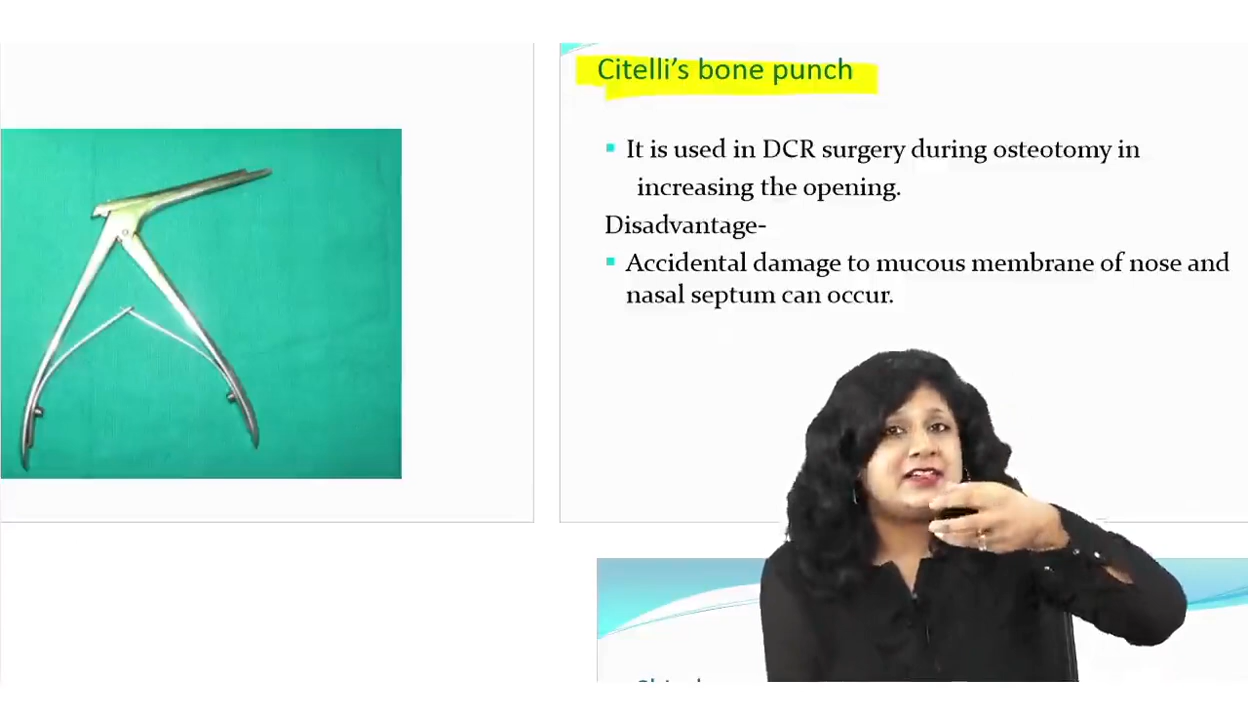 Citelli's bone punch
It is used in DCR surgery during osteotomy in
increasing the opening.
Disadvantage-
Accidental damage to mucous membrane of nose and
nasal septum can occur.